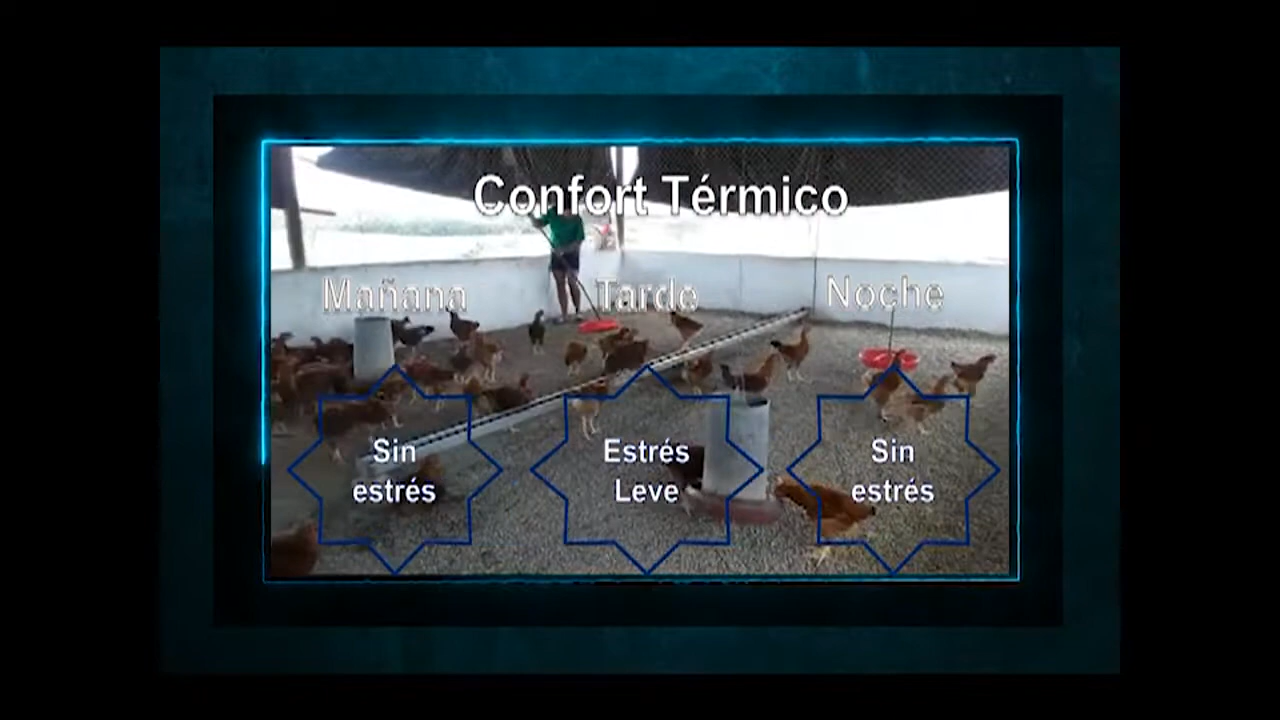 Confort Térmico
Mañana Tarde Noche
Sin estrés
Estrés Leve
Sin estrés